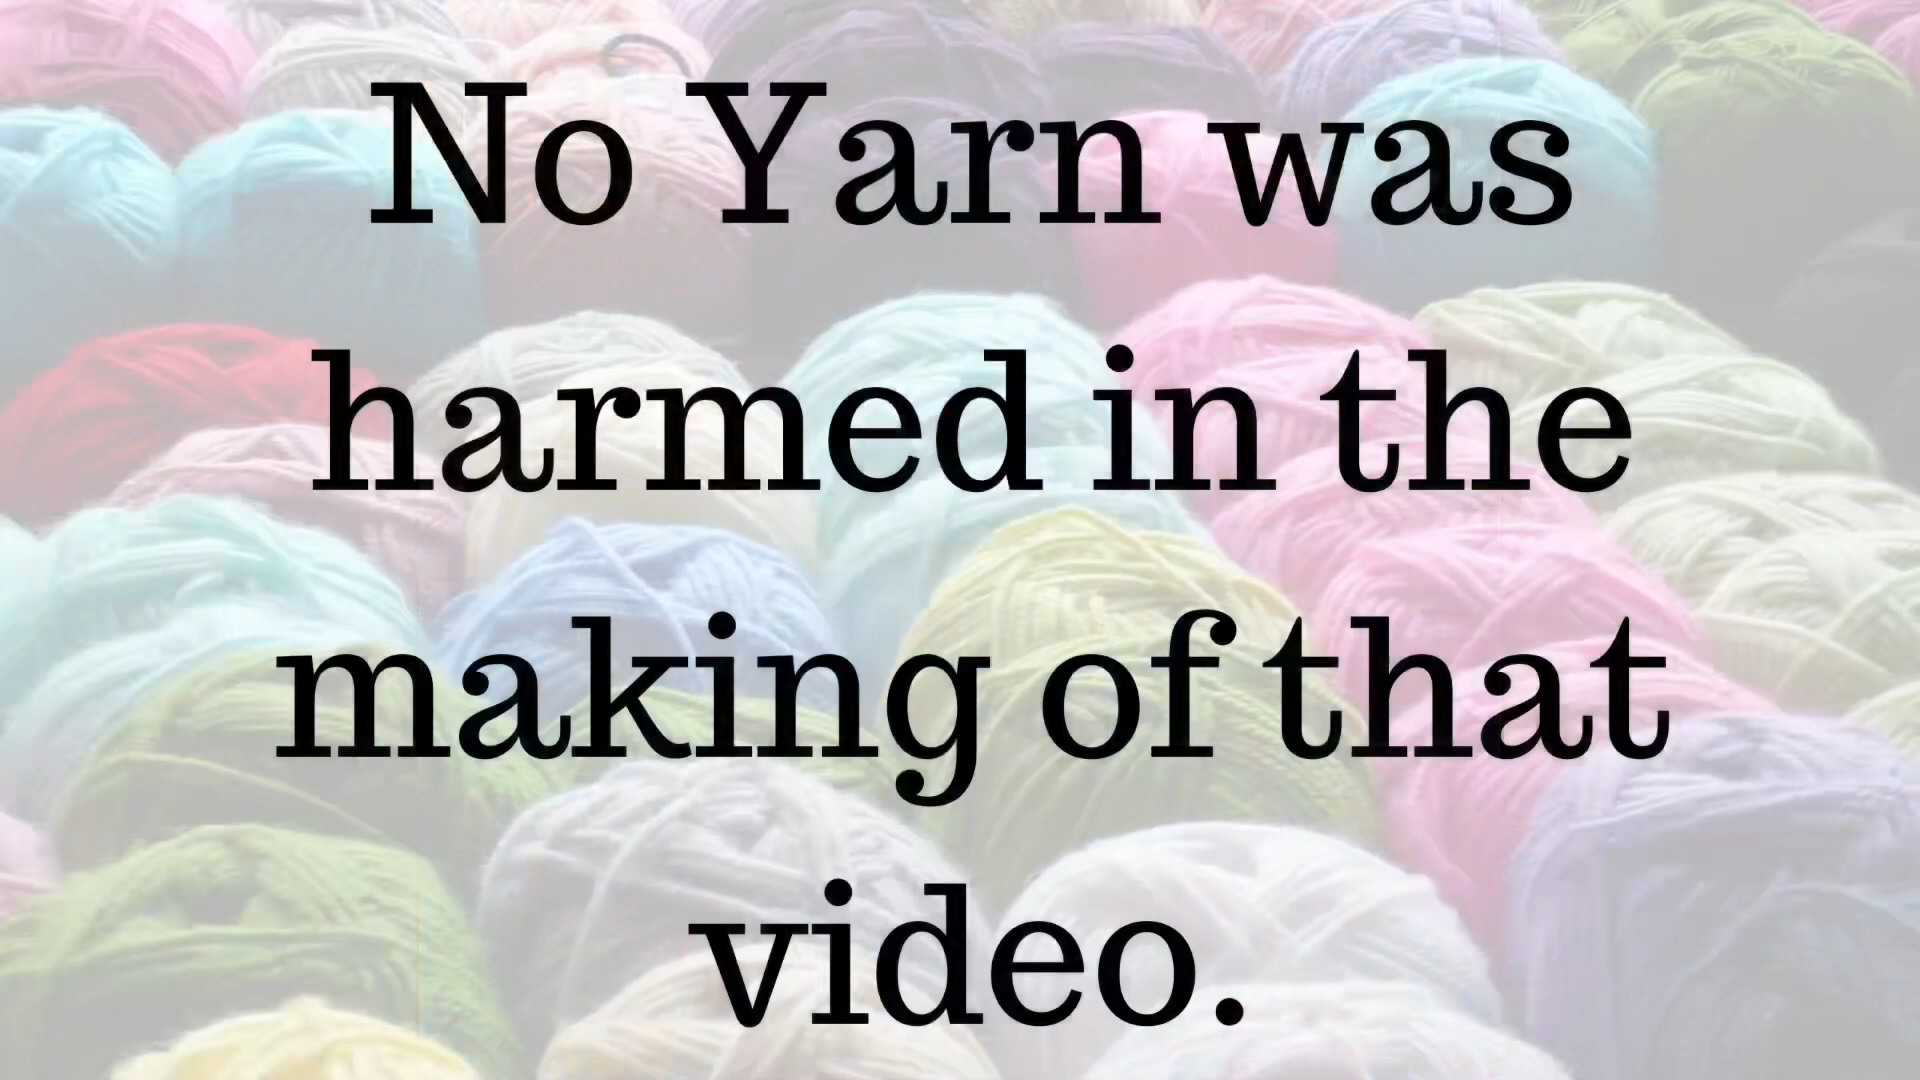 No Yarn was
harmed in the
making of that
video.